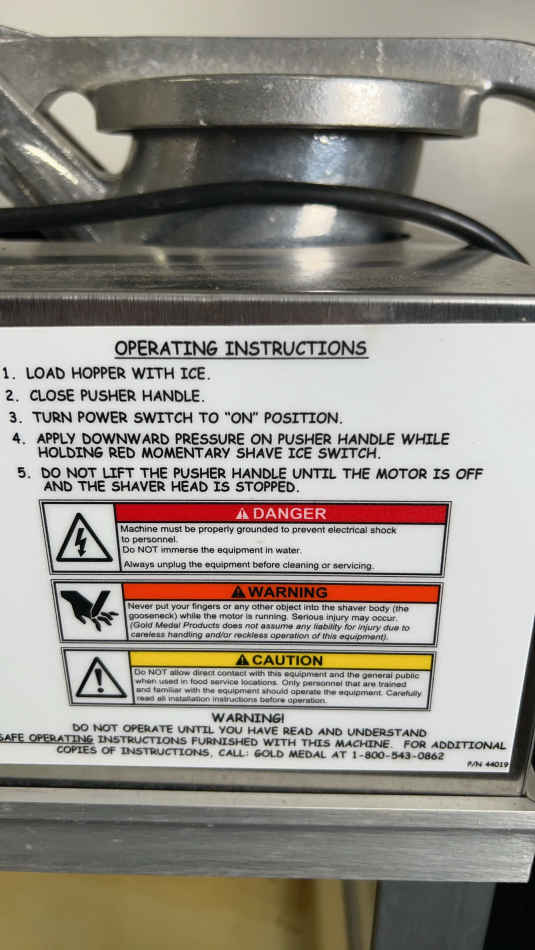 OPERATING INSTRUCTIONS
1. LOAD HOPPER WITH ICE.
2. CLOSE PUSHER HANDLE.
3. TURN POWER SWITCH TO "ON" POSITION.
4. APPLY DOWNWARD PRESSURE ON PUSHER HANDLE WHILE
HOLDING RED MOMENTARY SHAVE ICE SWITCH.
5. DO NOT LIFT THE PUSHER HANDLE UNTIL THE MOTOR IS OFF
AND THE SHAVER HEAD IS STOPPED.
DANGER
Machine must be properly grounded to prevent electrical shock
to personnel.
Do NOT immerse the equipment in water.
Always unplug the equipment before cleaning or servicing.
WARNING
Never put your fingers or any other object into the shaver body (the
gooseneck) while the motor is running. Serious injury may occur.
(Gold Medal Products does not assume any liability for injury due to
careless handling and/or reckless operation of this equipment).
CAUTION
Do NOT allow direct contact with this equipment and the general public
when used in food service locations. Only personnel that are trained
and familiar with the equipment should operate the equipment. Carefully
read all installation instructions before operation.
WARNING!
DO NOT OPERATE UNTIL YOU HAVE READ AND UNDERSTAND
SAFE OPERATING INSTRUCTIONS FURNISHED WITH THIS MACHINE. FOR ADDITIONAL
COPIES OF INSTRUCTIONS, CALL: GOLD MEDAL AT 1-800-543-0862
P/N 44019